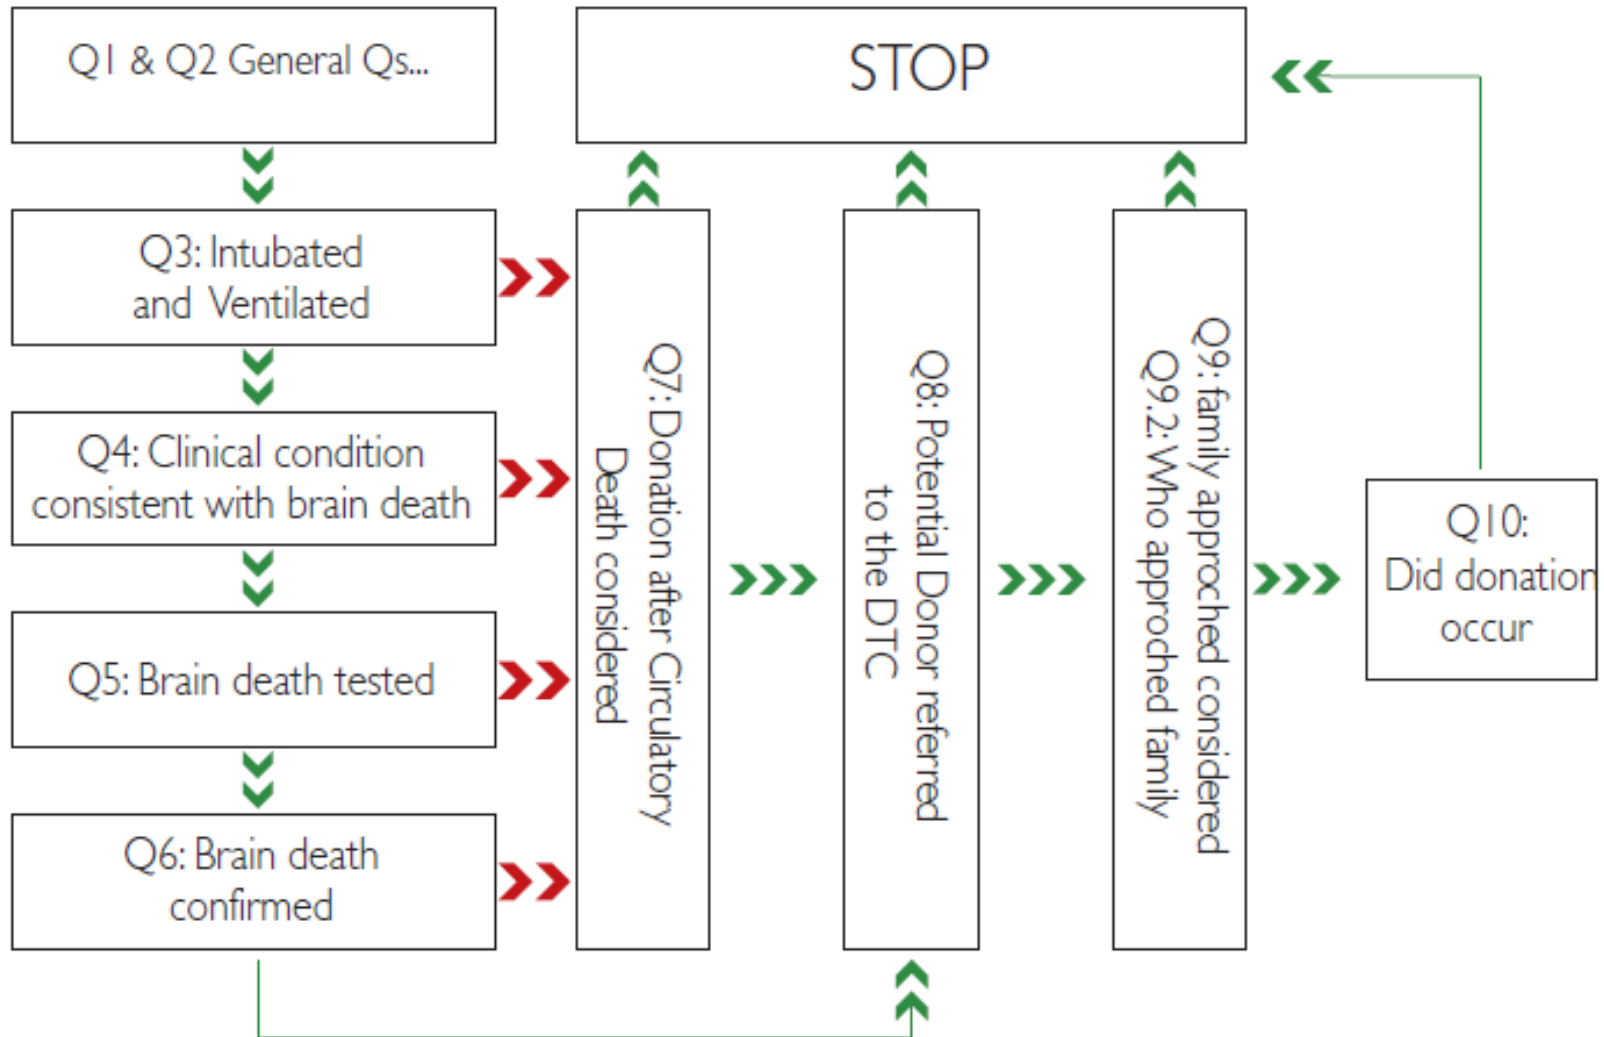 Q1 & Q2 General Qs...
STOP
Q3: Intubated
and Ventilated
Q4: Clinical condition
consistent with brain death
Q5: Brain death tested
Q6: Brain death
confirmed
Q7: Donation after Circulatory
Death considered
Q8: Potential Donor referred
to the DTC
Q9: family approched considered
Q9.2: Who approched family
Q10:
Did donation
occur